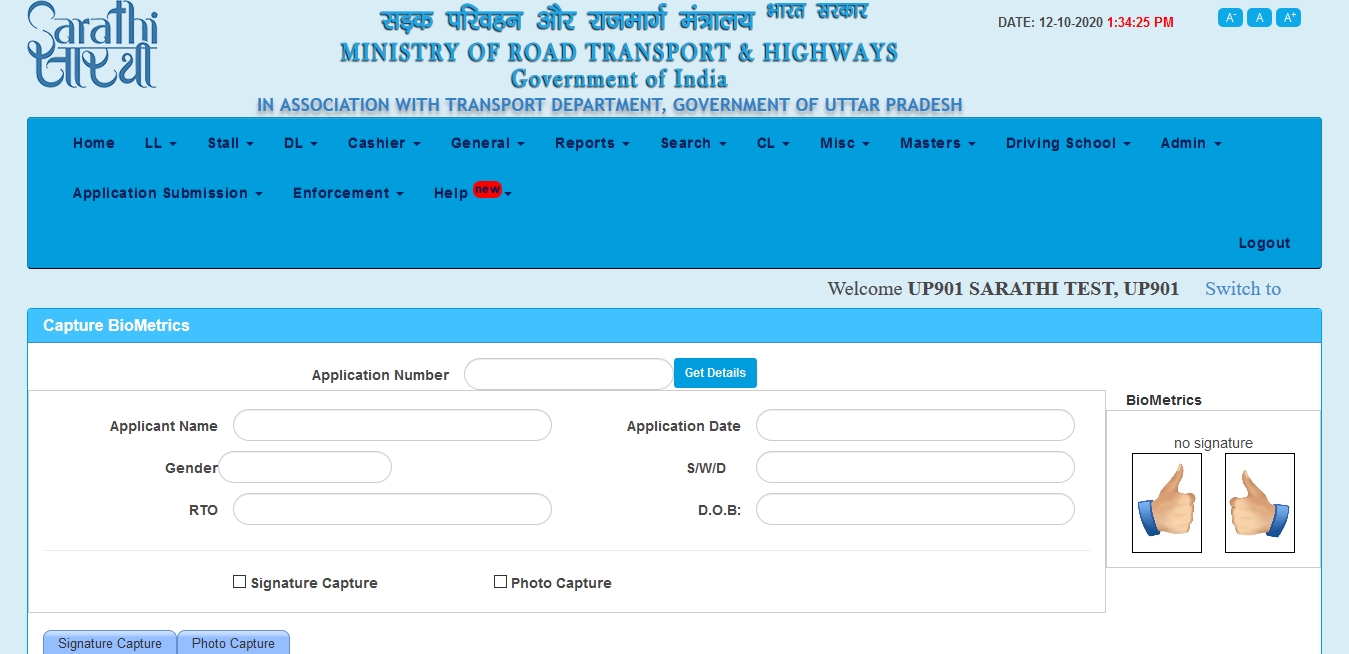 Sarathi
सारथी
सड़क परिवहन और राजमार्ग मंत्रालय भारत सरकार
MINISTRY OF ROAD TRANSPORT & HIGHWAYS
Government of India
IN ASSOCIATION WITH TRANSPORT DEPARTMENT, GOVERNMENT OF UTTAR PRADESH
DATE: 12-10-2020 1:34:25 PM
A- A A+
Home LL Stall DL Cashier General Reports Search CL Misc Masters Driving School Admin
Application Submission Enforcement Help new
Logout
Welcome UP901 SARATHI TEST, UP901 Switch to
Capture BioMetrics
Application Number Get Details
Applicant Name Application Date
Gender S/W/D
RTO D.O.B:
Signature Capture Photo Capture
BioMetrics
no signature
Signature Capture Photo Capture